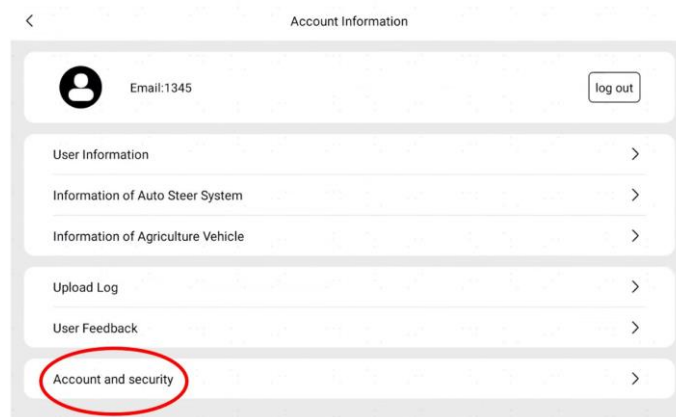 Account Information
Email:1345
log out
User Information
Information of Auto Steer System
Information of Agriculture Vehicle
Upload Log
User Feedback
Account and security